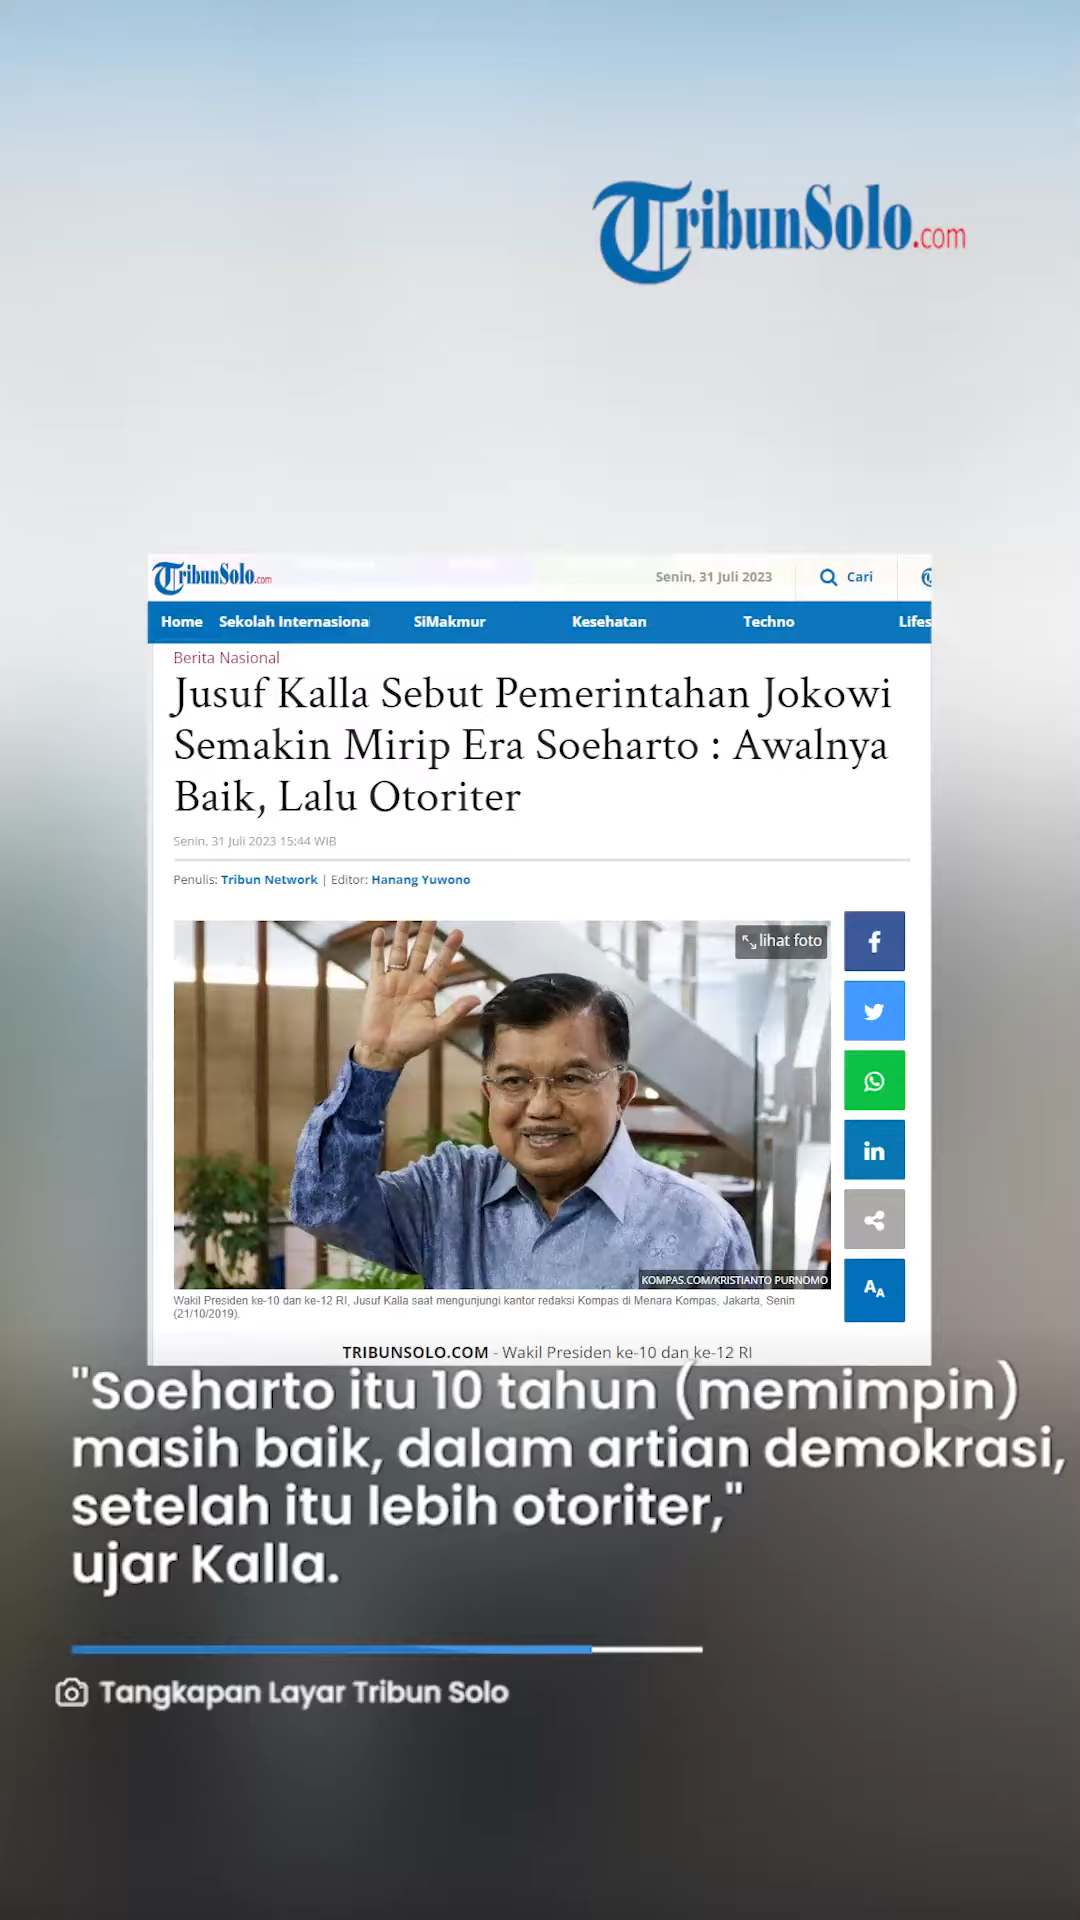 TribunSolo.com
TribunSolo.com
Senin, 31 Juli 2023
Cari
Home Sekolah Internasiona SiMakmur Kesehatan Techno Lifes
Berita Nasional
Jusuf Kalla Sebut Pemerintahan Jokowi
Semakin Mirip Era Soeharto : Awalnya
Baik, Lalu Otoriter
Senin, 31 Juli 2023 15:44 WIB
Penulis: Tribun Network | Editor: Hanang Yuwono
lihat foto
KOMPAS.COM/KRISTIANTO PURNOMO
Wakil Presiden ke-10 dan ke-12 RI, Jusuf Kalla saat mengunjungi kantor redaksi Kompas di Menara Kompas, Jakarta, Senin
(21/10/2019).
TRIBUNSOLO.COM - Wakil Presiden ke-10 dan ke-12 RI
"Soeharto itu 10 tahun (memimpin)
masih baik, dalam artian demokrasi,
setelah itu lebih otoriter,"
ujar Kalla.
Tangkapan Layar Tribun Solo